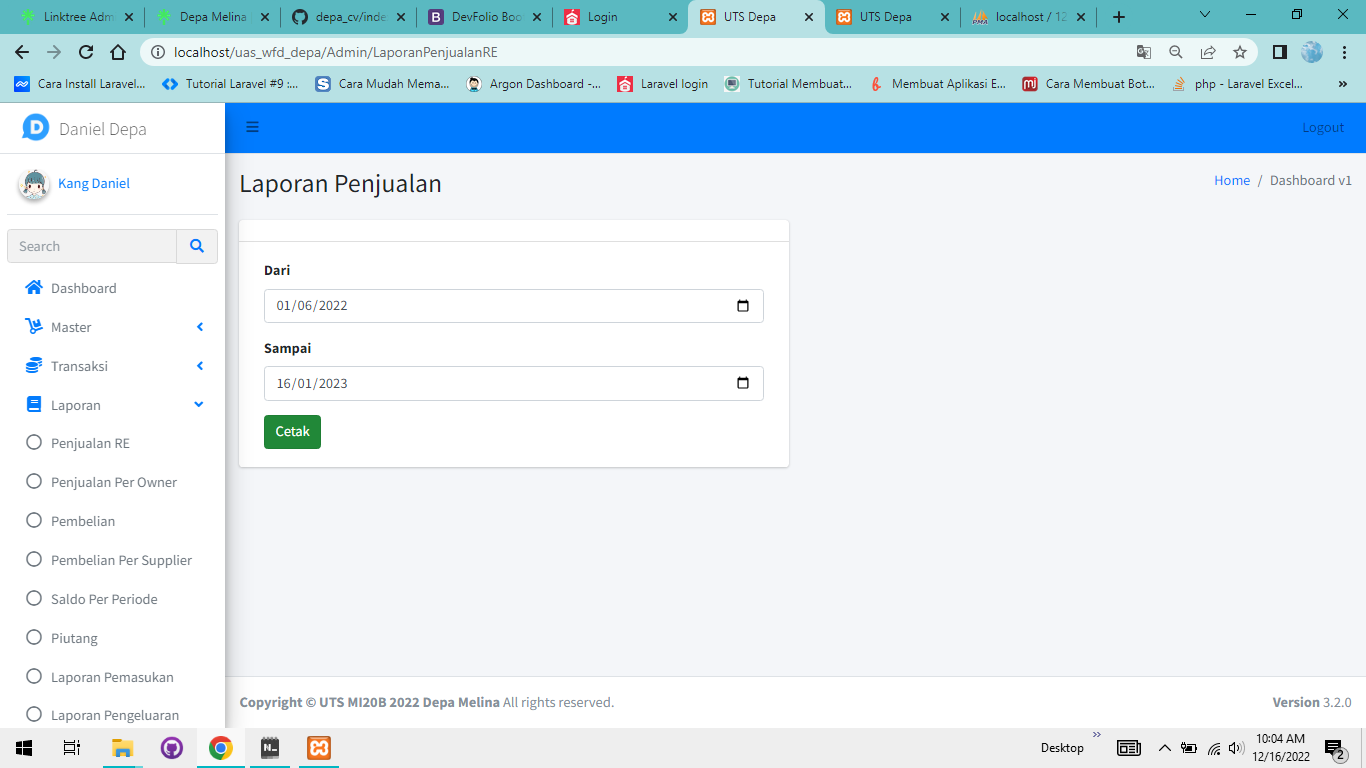 Linktree Adm
Depa Melina
depa_cv/inde
DevFolio Boo
Login
UTS Depa
UTS Depa
localhost / 12
localhost/uas_wfd_depa/Admin/LaporanPenjualanRE
Cara Install Laravel...
Tutorial Laravel #9 :...
Cara Mudah Mema...
Argon Dashboard -...
Laravel login
Tutorial Membuat...
Membuat Aplikasi E...
Cara Membuat Bot...
php - Laravel Excel...
»
Daniel Depa
Logout
Kang Daniel
Laporan Penjualan
Home / Dashboard v1
Search
Dashboard
Master
Transaksi
Laporan
Penjualan RE
Penjualan Per Owner
Pembelian
Pembelian Per Supplier
Saldo Per Periode
Piutang
Laporan Pemasukan
Laporan Pengeluaran
Dari
01/06/2022
Sampai
16/01/2023
Cetak
Copyright © UTS MI20B 2022 Depa Melina All rights reserved.
Version 3.2.0
Desktop
»
10:04 AM
12/16/2022
2